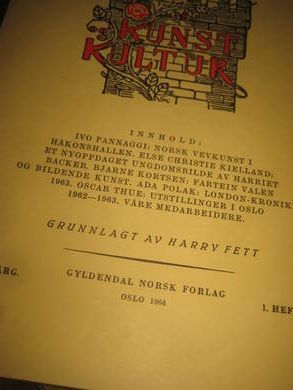 KUNST
KULTUR
INNHOLD:
IVO PANNAGGI: NORSK VEVKUNST I
HÅKONSHALLEN. ELSE CHRISTIE KIELLAND:
ET NYOPPDAGET UNGDOMSBILDE AV HARRIET
BACKER. BJARNE KORTSEN: FARTEIN VALEN
OG BILDENDE KUNST. ADA POLAK: LONDON-KRONIK
1963. OSCAR THUE: UTSTILLINGER I OSLO
1962–1963. VÅRE MEDARBEIDERE.
GRUNNLAGT AV HARRY FETT
ÅRG.
GYLDENDAL NORSK FORLAG
OSLO 1964
1. HEF